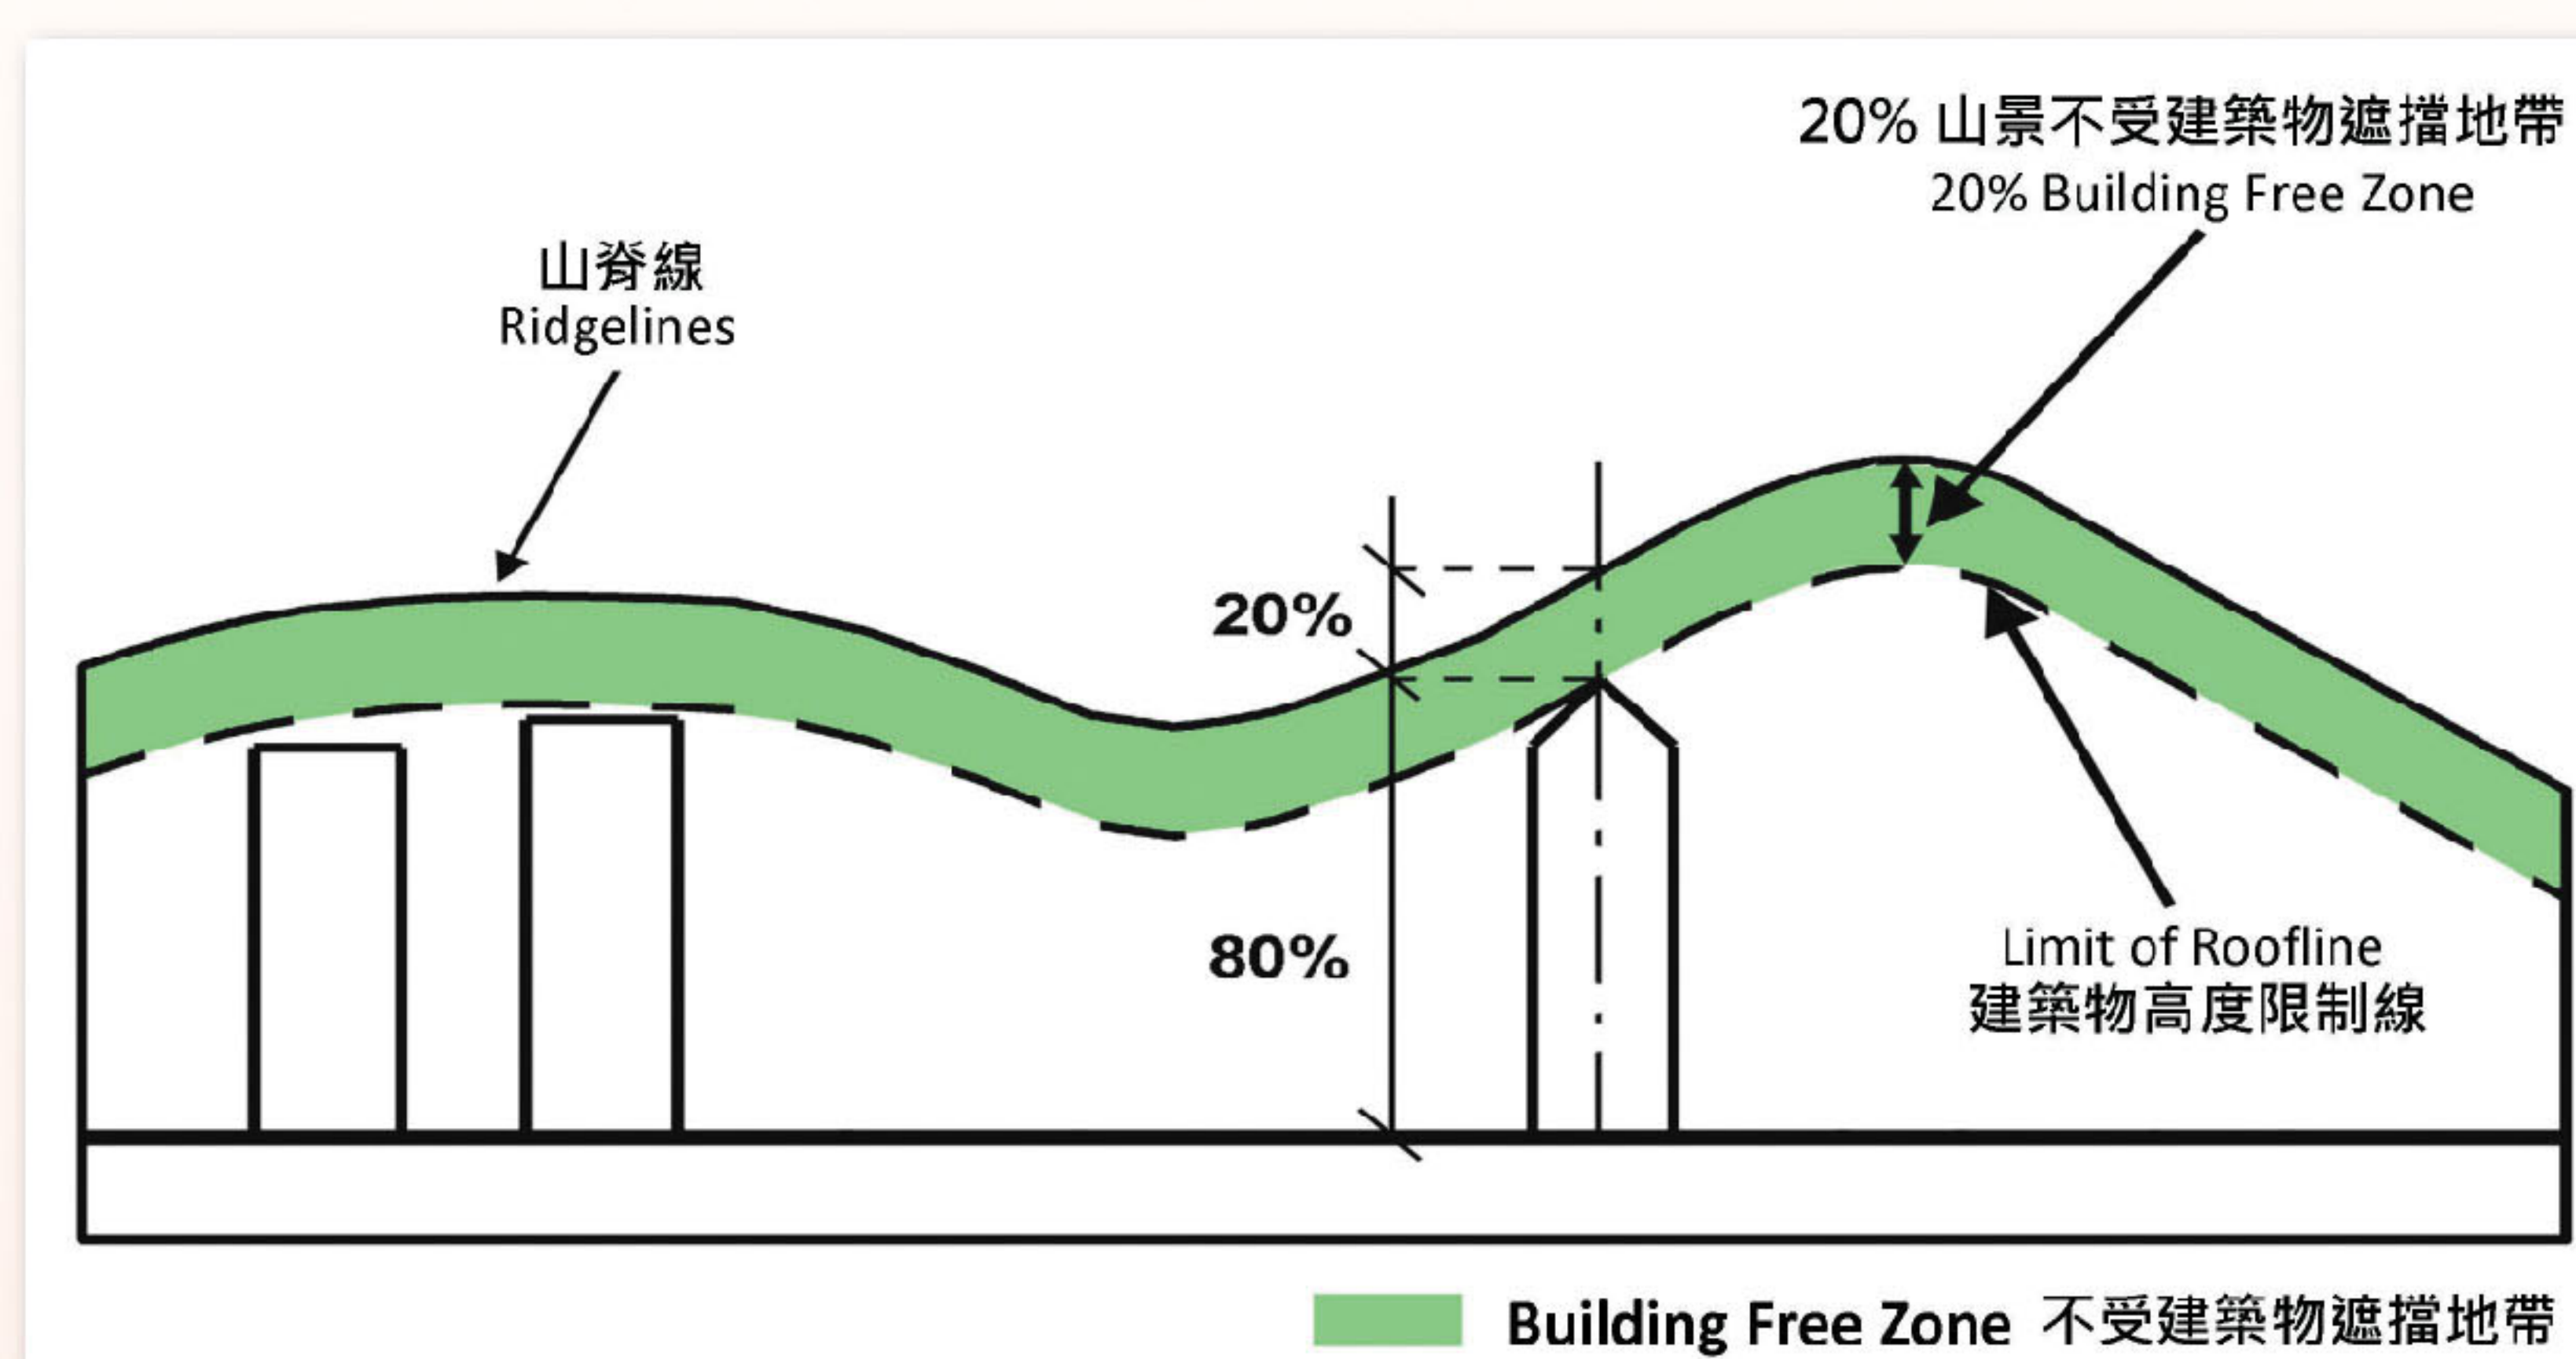 20% 山景不受建築物遮擋地帶
20% Building Free Zone
山脊線
Ridgelines
20%
80%
Limit of Roofline
建築物高度限制線
Building Free Zone 不受建築物遮擋地帶